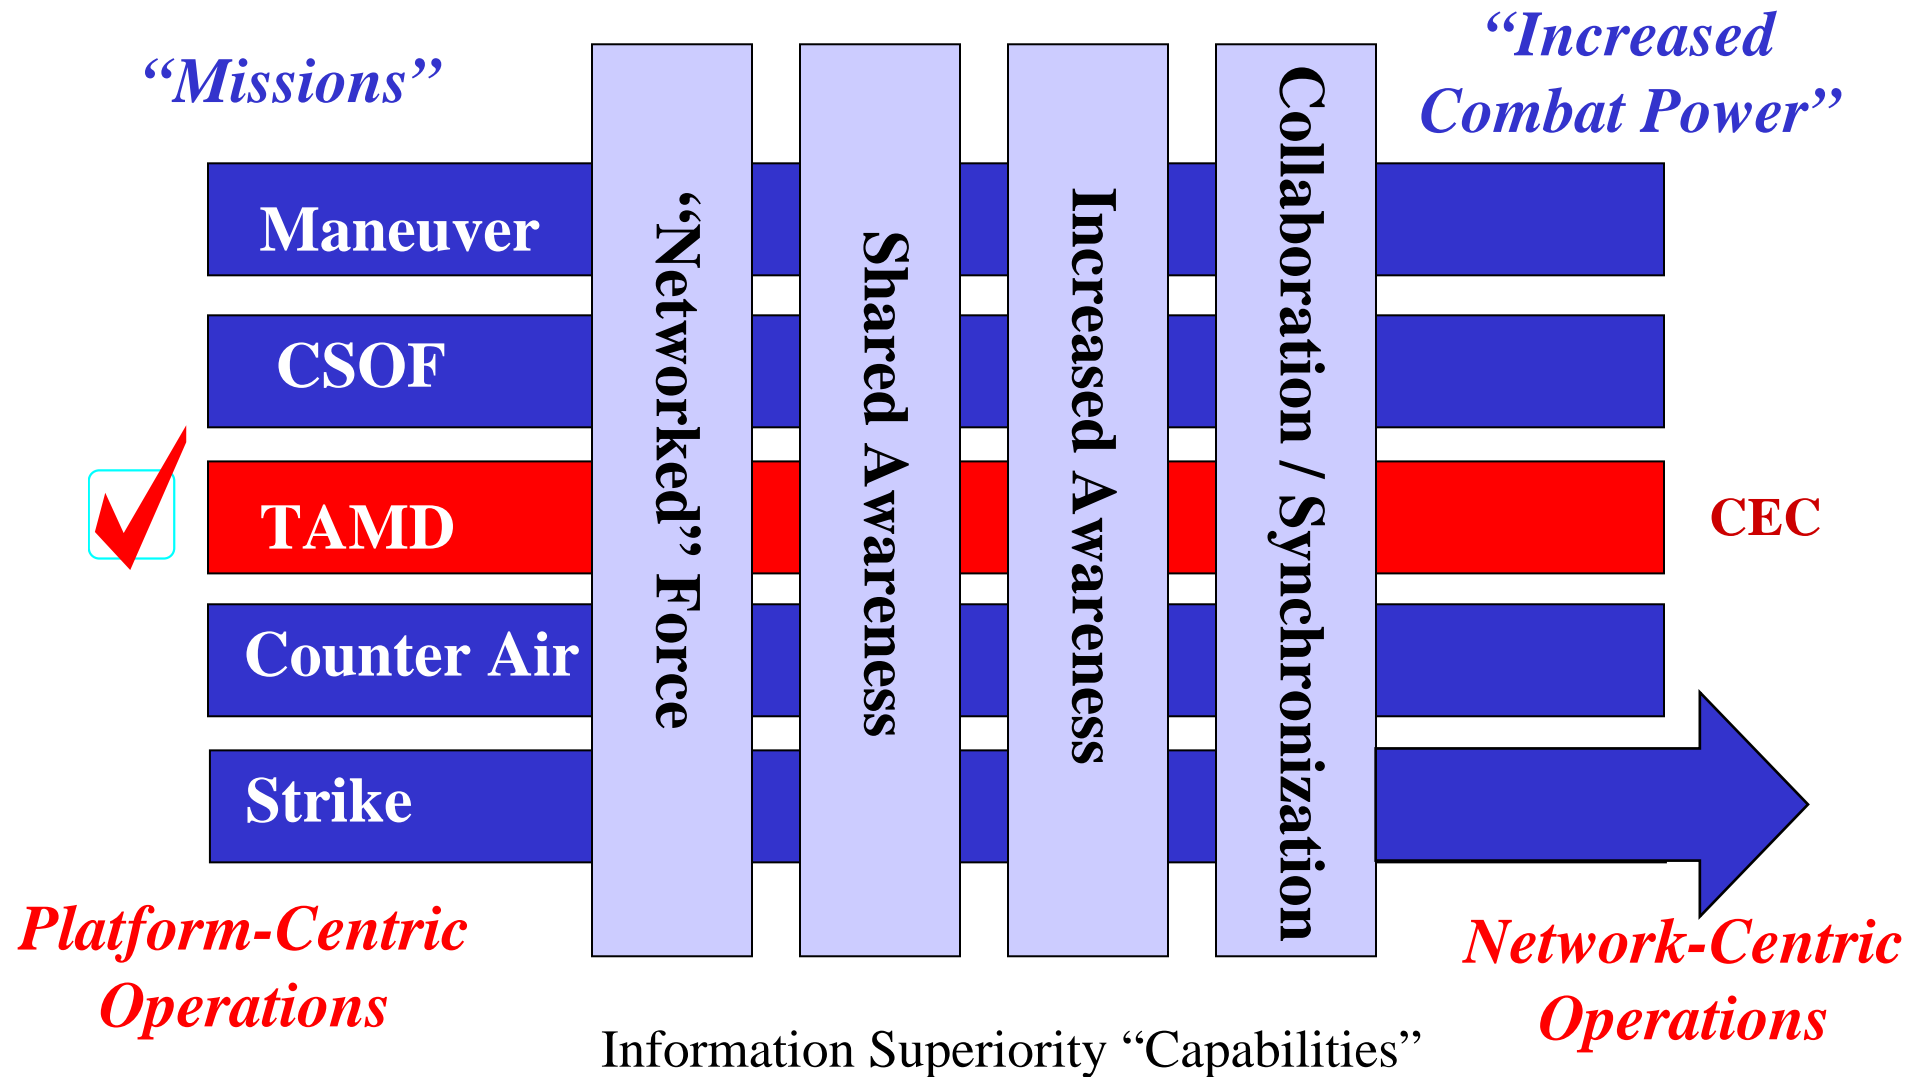 “Missions”
“Increased
Combat Power”
Maneuver
CSOF
TAMD
Counter Air
Strike
“Networked” Force
Shared Awareness
Increased Awareness
Collaboration / Synchronization
CEC
Platform-Centric
Operations
Network-Centric
Operations
Information Superiority “Capabilities”